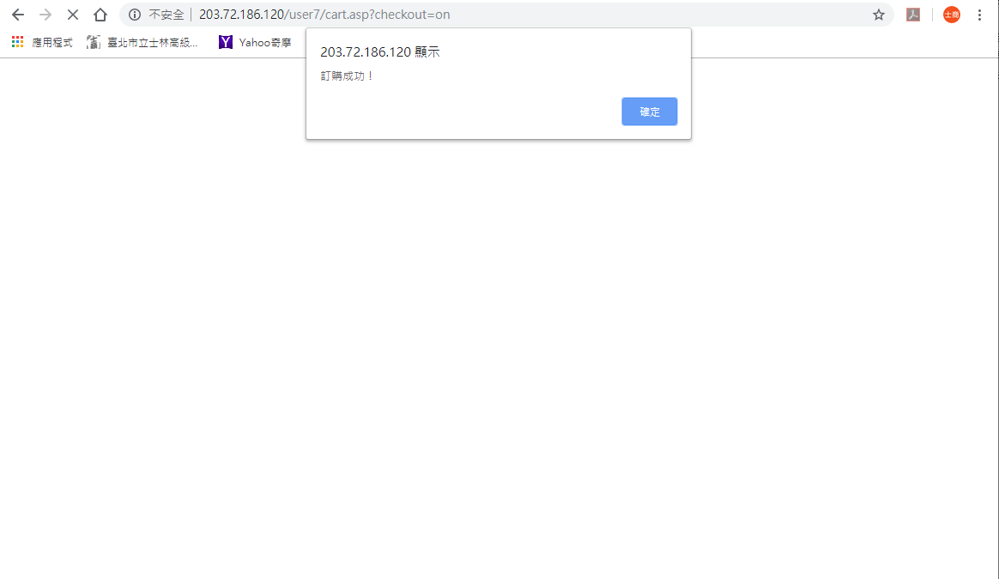 不安全 203.72.186.120/user7/cart.asp?checkout=on
士商
應用程式 臺北市立士林高級... Yahoo奇摩
203.72.186.120 顯示
訂購成功！
確定